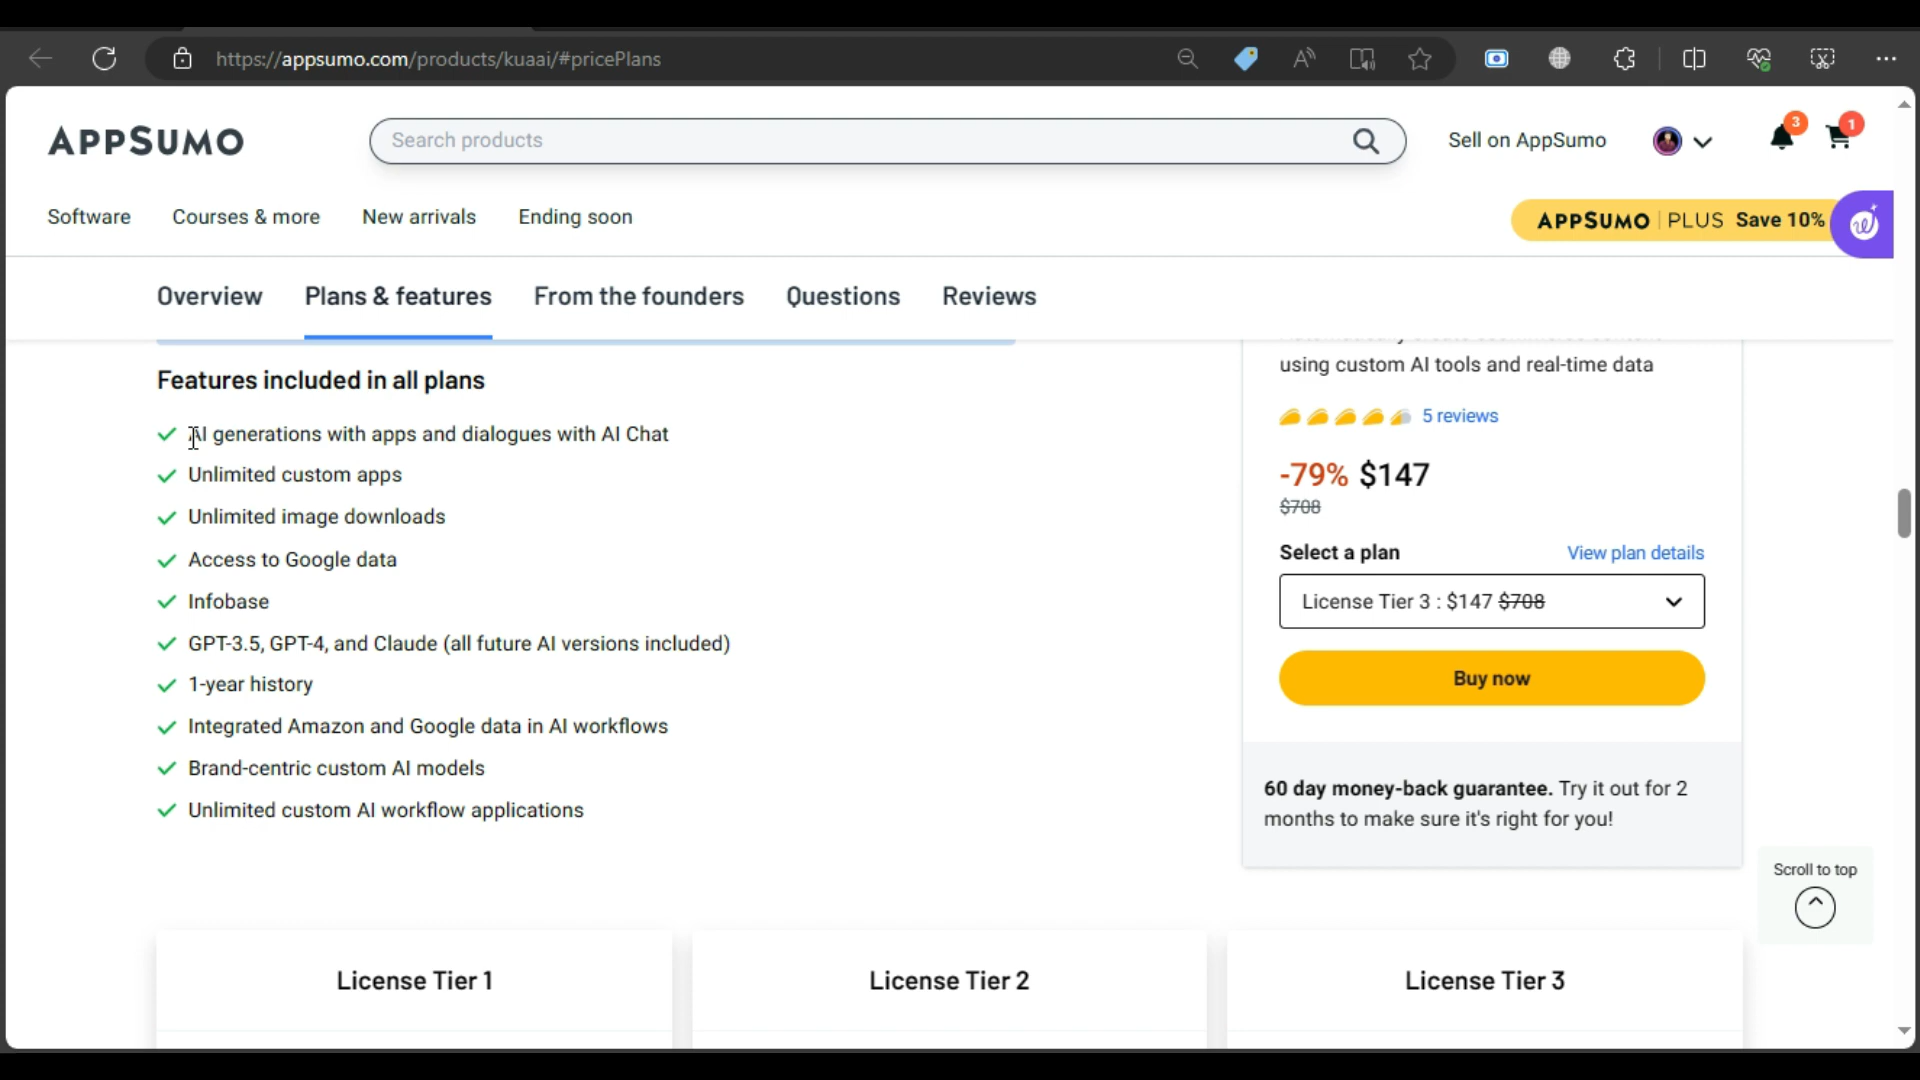 https://appsumo.com/products/kuaai/#pricePlans
APPSUMO
Search products
Sell on AppSumo
3
1
Software
Courses & more
New arrivals
Ending soon
APPSUMO | PLUS Save 10%
Overview
Plans & features
From the founders
Questions
Reviews
Features included in all plans
AI generations with apps and dialogues with AI Chat
Unlimited custom apps
Unlimited image downloads
Access to Google data
Infobase
GPT-3.5, GPT-4, and Claude (all future AI versions included)
1-year history
Integrated Amazon and Google data in AI workflows
Brand-centric custom AI models
Unlimited custom AI workflow applications
using custom AI tools and real-time data
5 reviews
-79% $147
$708
Select a plan
View plan details
License Tier 3 : $147 $708
Buy now
60 day money-back guarantee. Try it out for 2
months to make sure it's right for you!
Scroll to top
License Tier 1
License Tier 2
License Tier 3